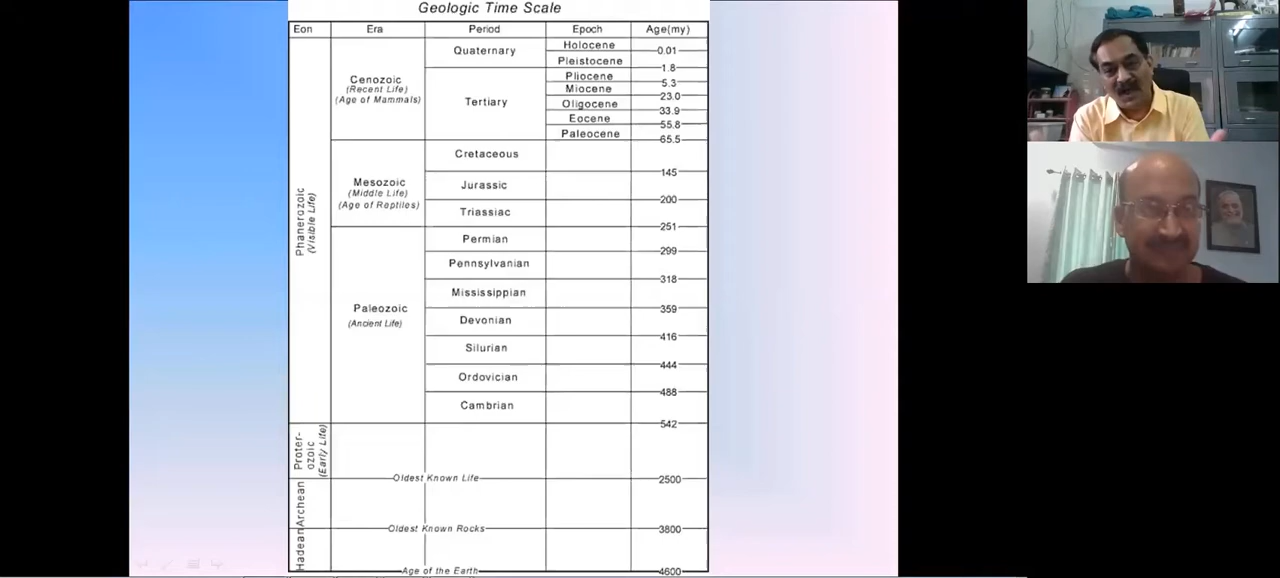 Geologic Time Scale
Eon Era Period Epoch Age(my)
Phanerozoic
(Visible Life)
Cenozoic
(Recent Life)
(Age of Mammals)
Quaternary
Holocene
0.01
Pleistocene
1.8
Tertiary
Pliocene
5.3
Miocene
23.0
Oligocene
33.9
Eocene
55.8
Paleocene
65.5
Mesozoic
(Middle Life)
(Age of Reptiles)
Cretaceous
145
Jurassic
200
Triassiac
251
Paleozoic
(Ancient Life)
Permian
299
Pennsylvanian
318
Mississippian
359
Devonian
416
Silurian
444
Ordovician
488
Cambrian
542
Proter-
ozoic
(Early Life)
Oldest Known Life
2500
Archean
Oldest Known Rocks
3800
Hadean
Age of the Earth
4600